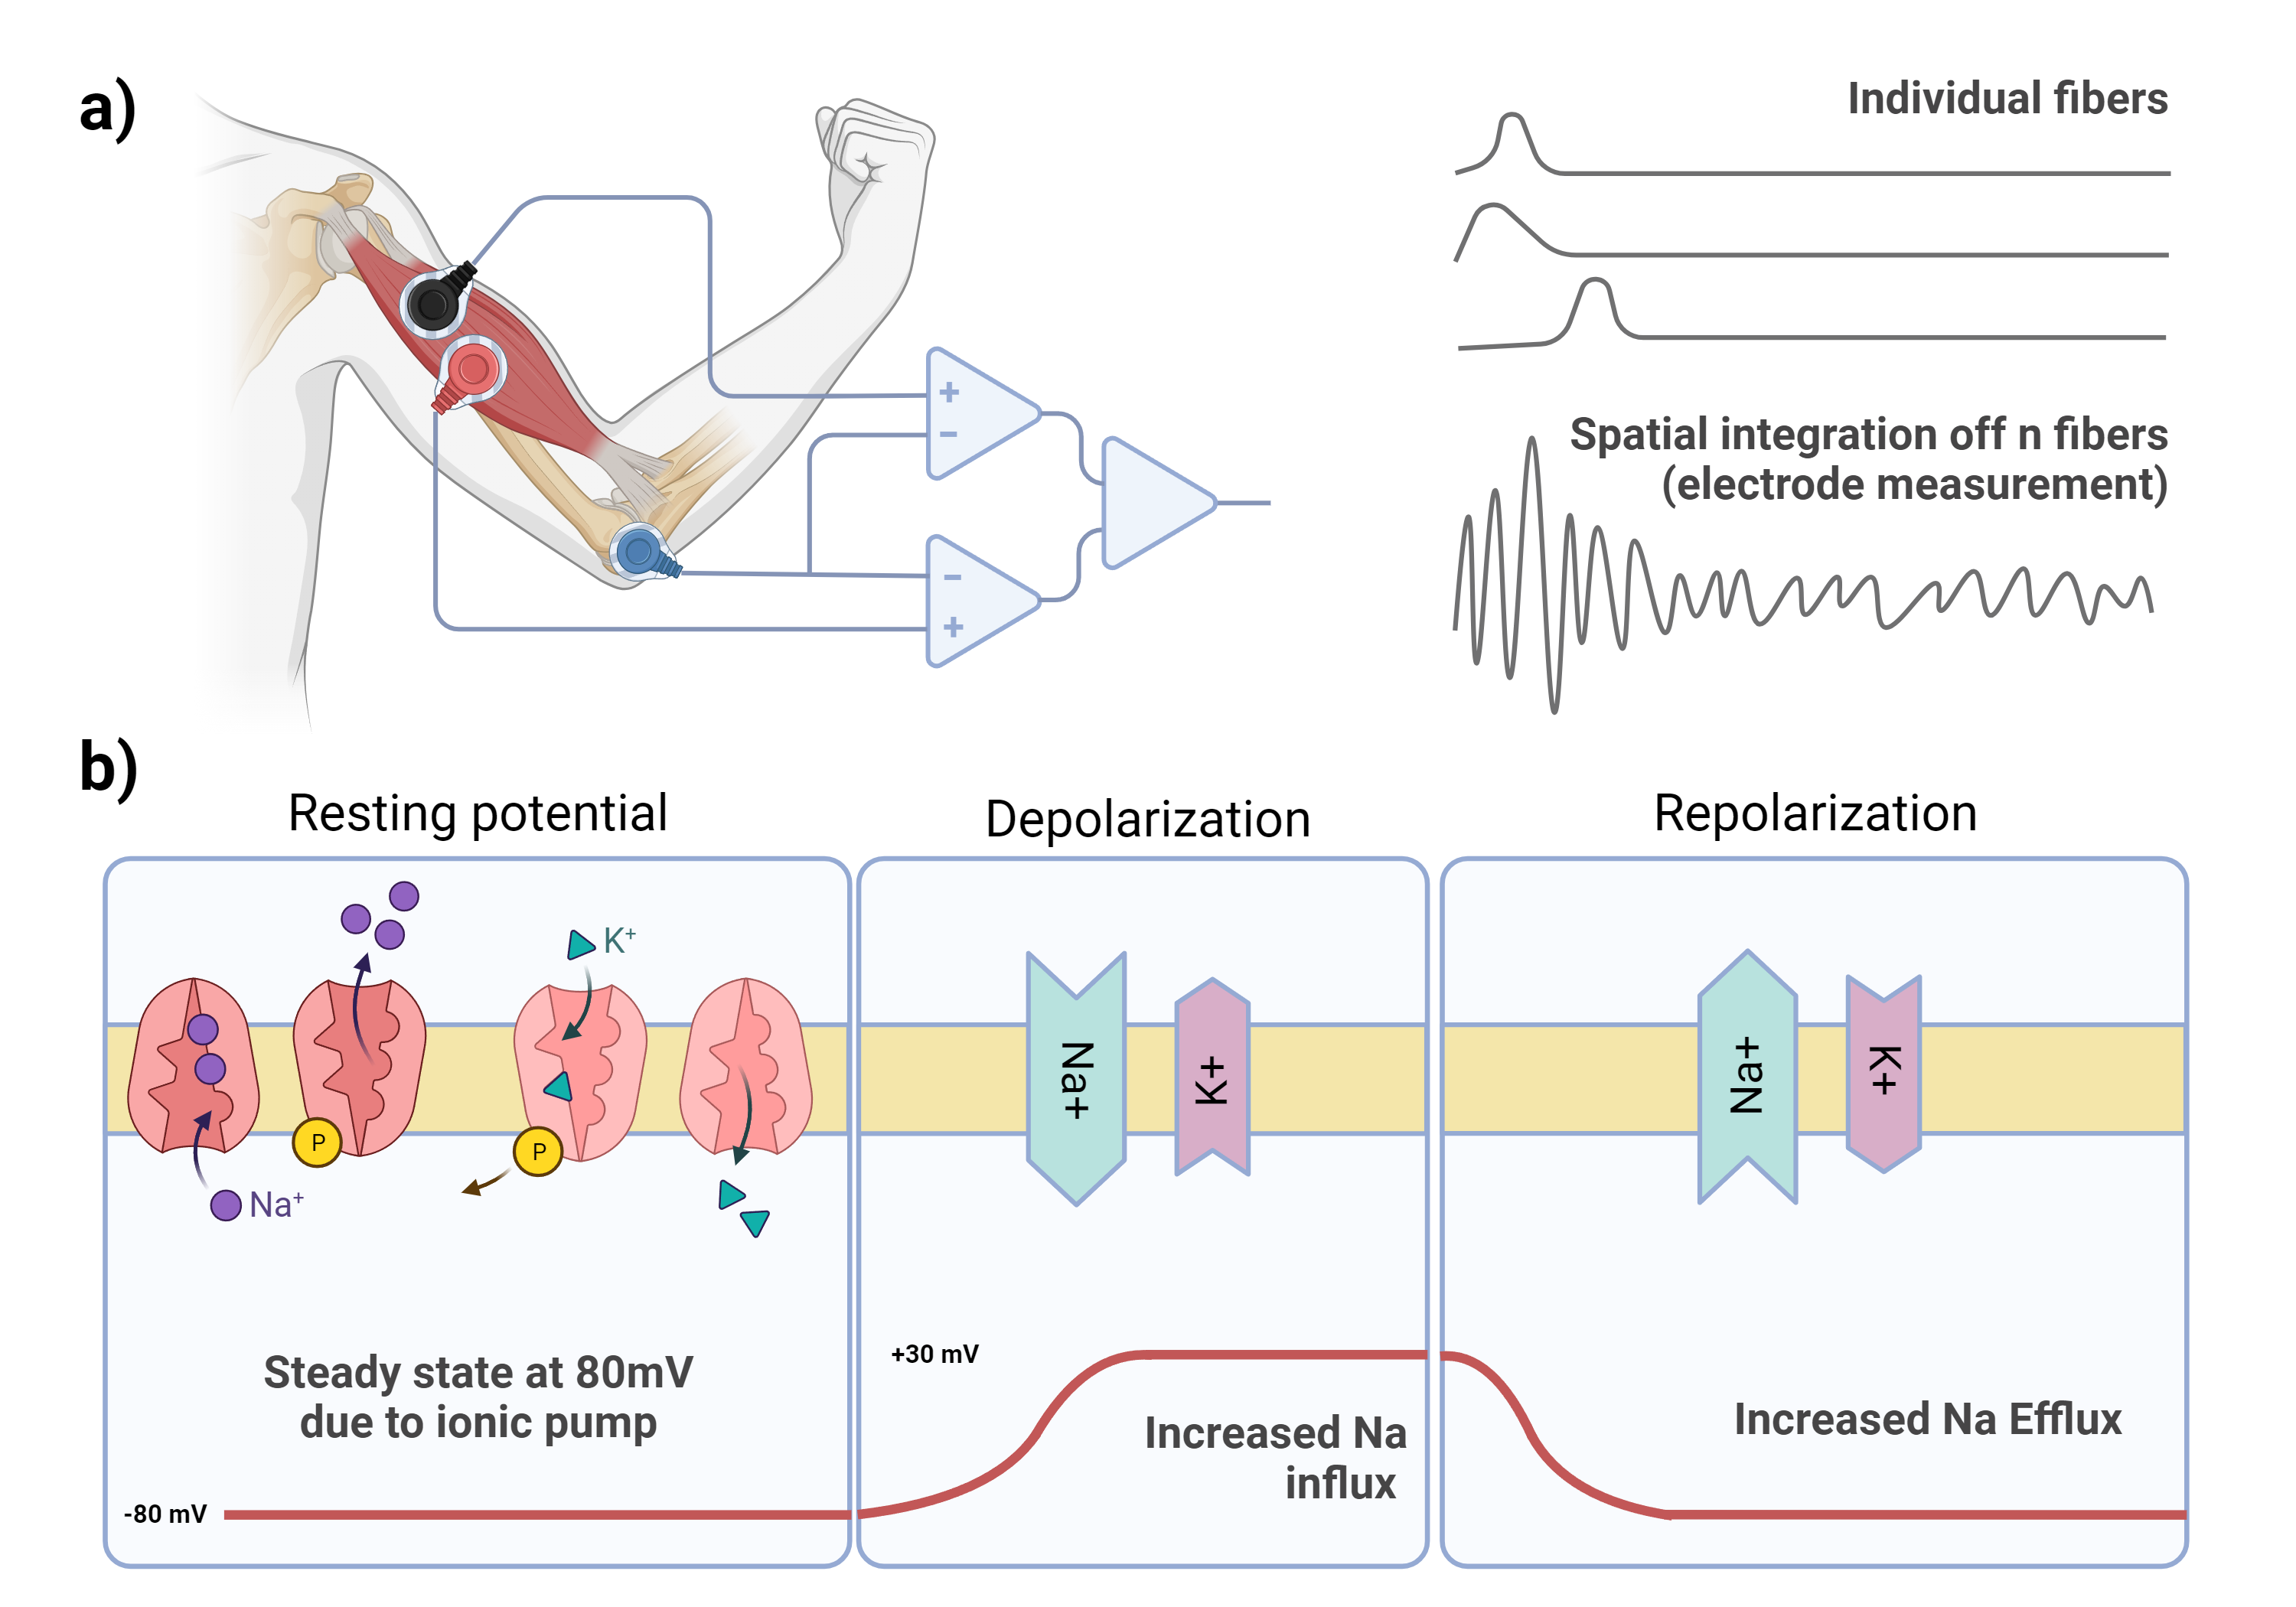 a)
Individual fibers
Spatial integration off n fibers
(electrode measurement)
+
−
−
+
b)
Resting potential
Depolarization
Repolarization
K⁺
Na⁺
P
P
Na+
K+
Na+
K+
Steady state at 80mV
due to ionic pump
-80 mV
+30 mV
Increased Na
influx
Increased Na Efflux